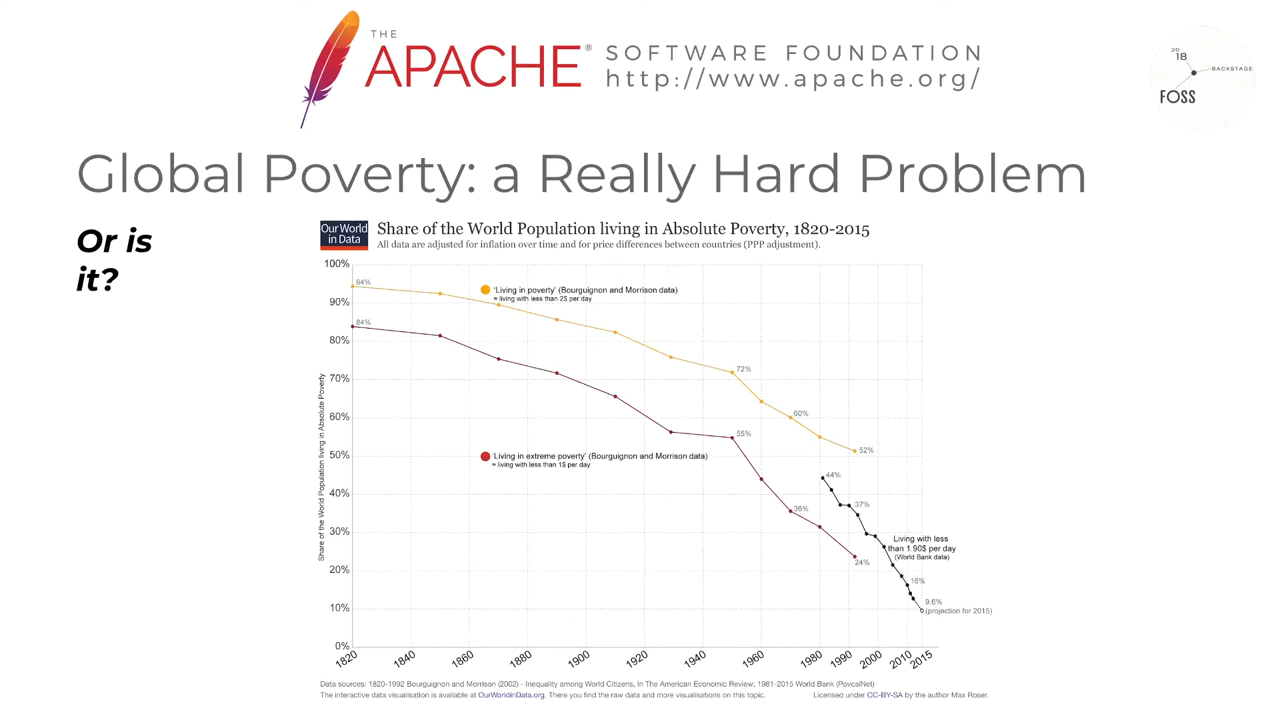 THE
APACHE®
SOFTWARE FOUNDATION
http://www.apache.org/
20
18
BACKSTAGE
FOSS
Global Poverty: a Really Hard Problem
Or is
it?
Our World
in Data
Share of the World Population living in Absolute Poverty, 1820-2015
All data are adjusted for inflation over time and for price differences between countries (PPP adjustment).
Share of the World Population living in Absolute Poverty
100%
90%
80%
70%
60%
50%
40%
30%
20%
10%
0%
94%
84%
'Living in poverty' (Bourguignon and Morrison data)
= living with less than 2$ per day
72%
60%
52%
55%
'Living in extreme poverty' (Bourguignon and Morrison data)
= living with less than 1$ per day
36%
24%
44%
37%
Living with less
than 1.90$ per day
(World Bank data)
16%
9.6%
(projection for 2015)
1820
1840
1860
1880
1900
1920
1940
1960
1980
1990
2000
2010
2015
Data sources: 1820-1992 Bourguignon and Morrison (2002) - Inequality among World Citizens, In The American Economic Review; 1981-2015 World Bank (PovcalNet)
The interactive data visualisation is available at OurWorldinData.org. There you find the raw data and more visualisations on this topic.
Licensed under CC-BY-SA by the author Max Roser.